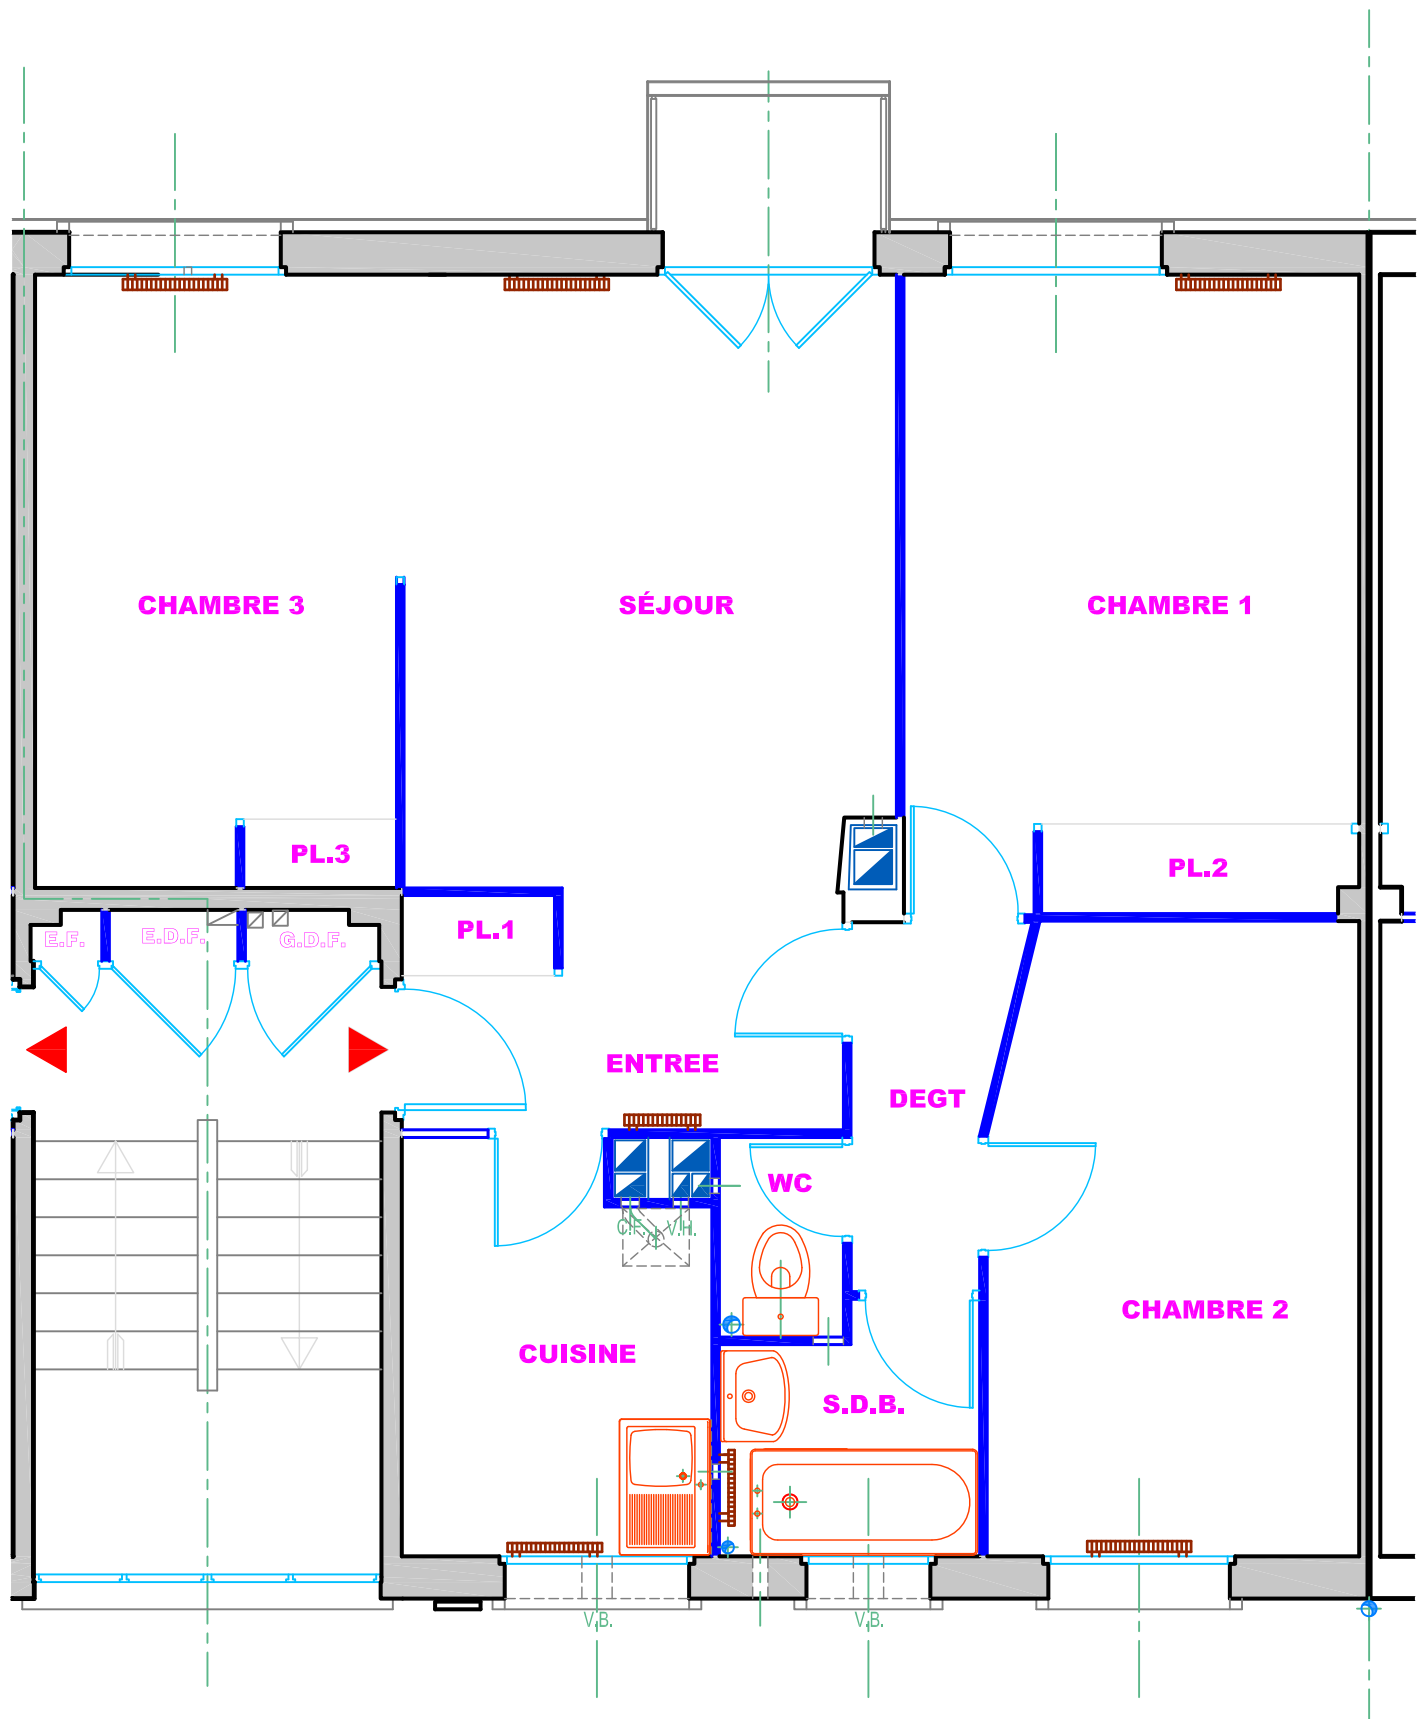 CHAMBRE 3
SÉJOUR
CHAMBRE 1
PL.3
PL.2
PL.1
E.F.
E.D.F.
G.D.F.
ENTREE
DEGT
WC
C.F.
V.H.
CHAMBRE 2
CUISINE
S.D.B.
V.B.
V.B.